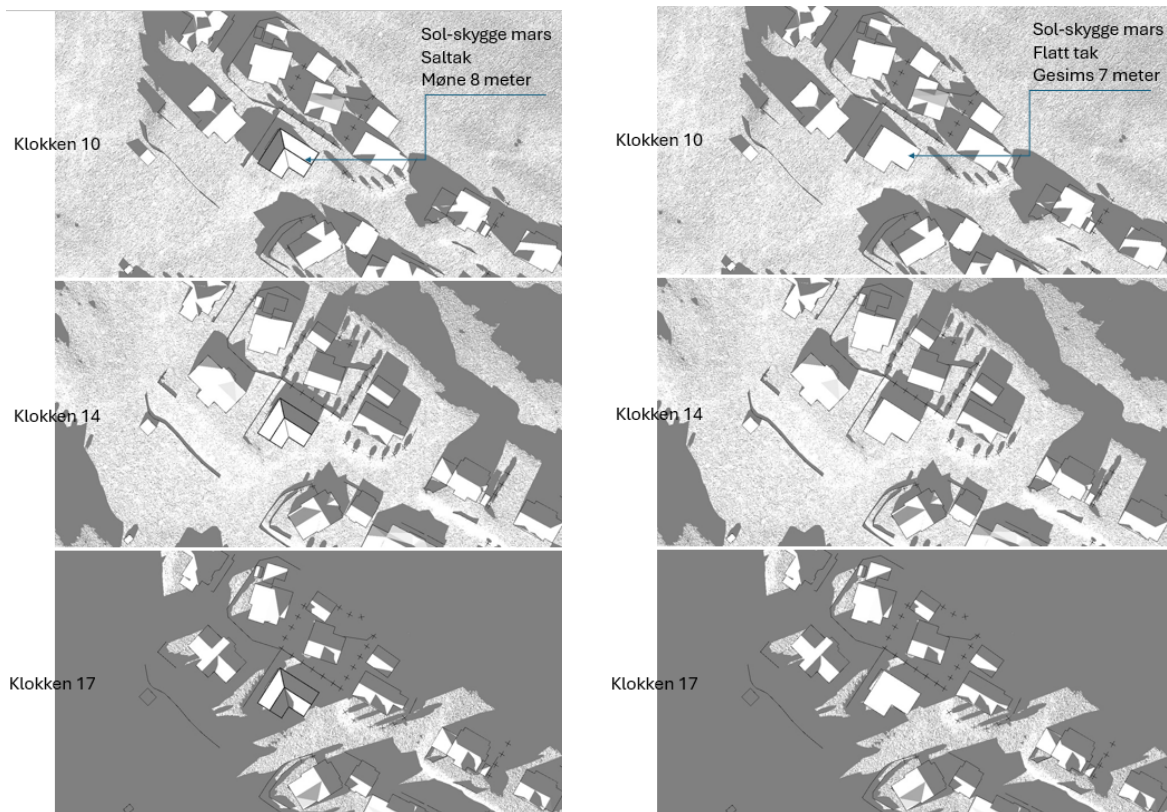 Sol-skygge mars
Saltak
Møne 8 meter
Klokken 10
Klokken 14
Klokken 17
Sol-skygge mars
Flatt tak
Gesims 7 meter
Klokken 10
Klokken 14
Klokken 17